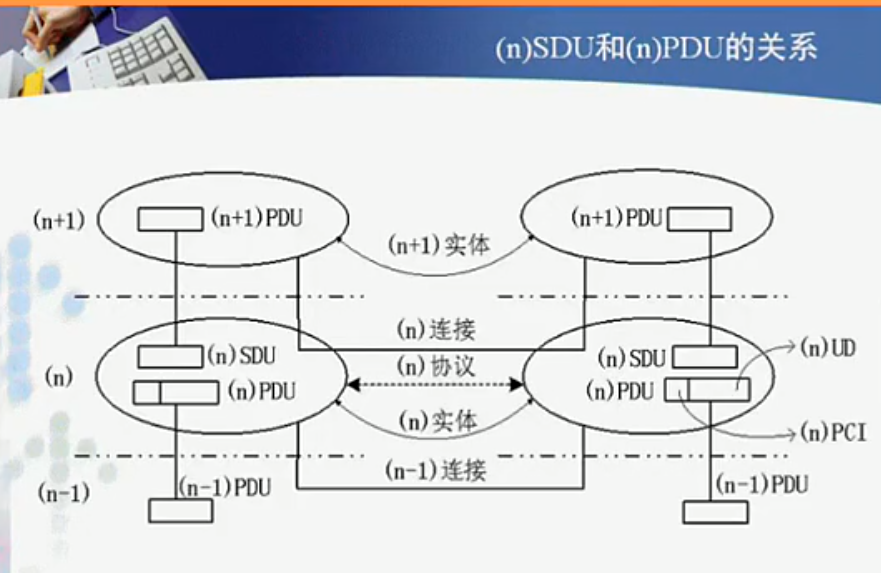 (n)SDU和(n)PDU的关系
(n+1)
(n+1)PDU
(n+1)PDU
(n+1)实体
(n)连接
(n)
(n)SDU
(n)协议
(n)SDU
(n)UD
(n)PDU
(n)PDU
(n)实体
(n)PCI
(n-1)连接
(n-1)
(n-1)PDU
(n-1)PDU